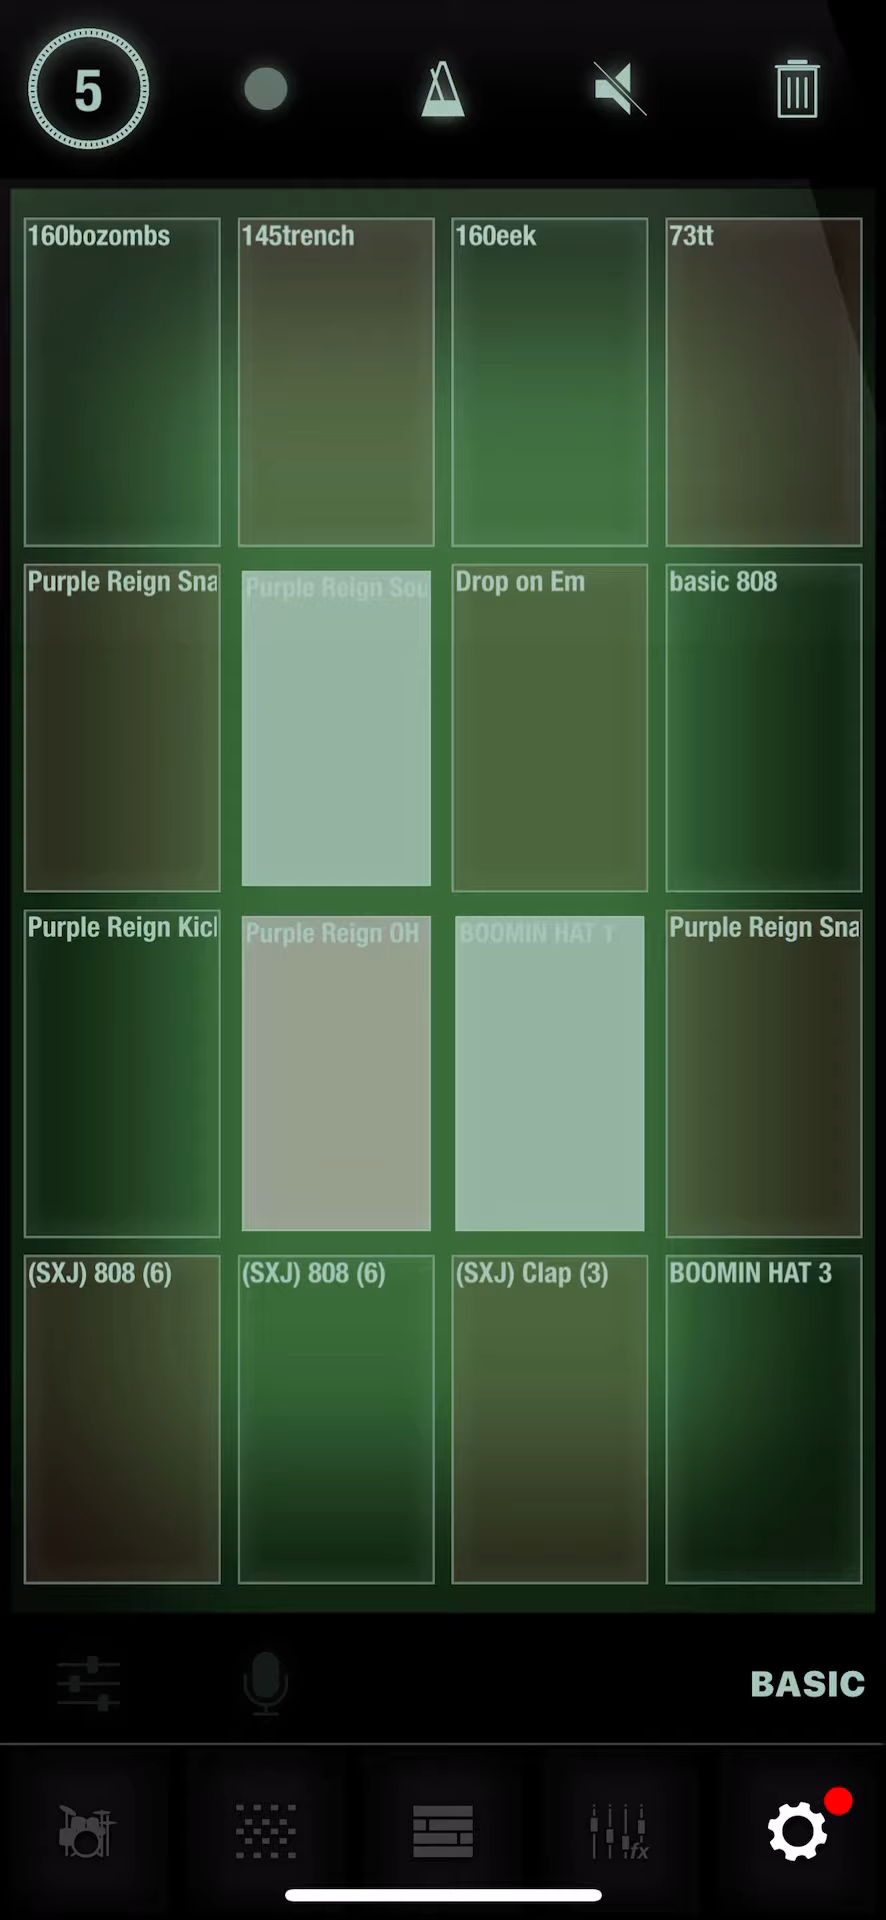 5
160bozombs
145trench
160eek
73tt
Purple Reign Sna
Purple Reign Sou
Drop on Em
basic 808
Purple Reign Kic
Purple Reign OH
BOOMIN HAT 1
Purple Reign Sna
(SXJ) 808 (6)
(SXJ) 808 (6)
(SXJ) Clap (3)
BOOMIN HAT 3
BASIC
fx